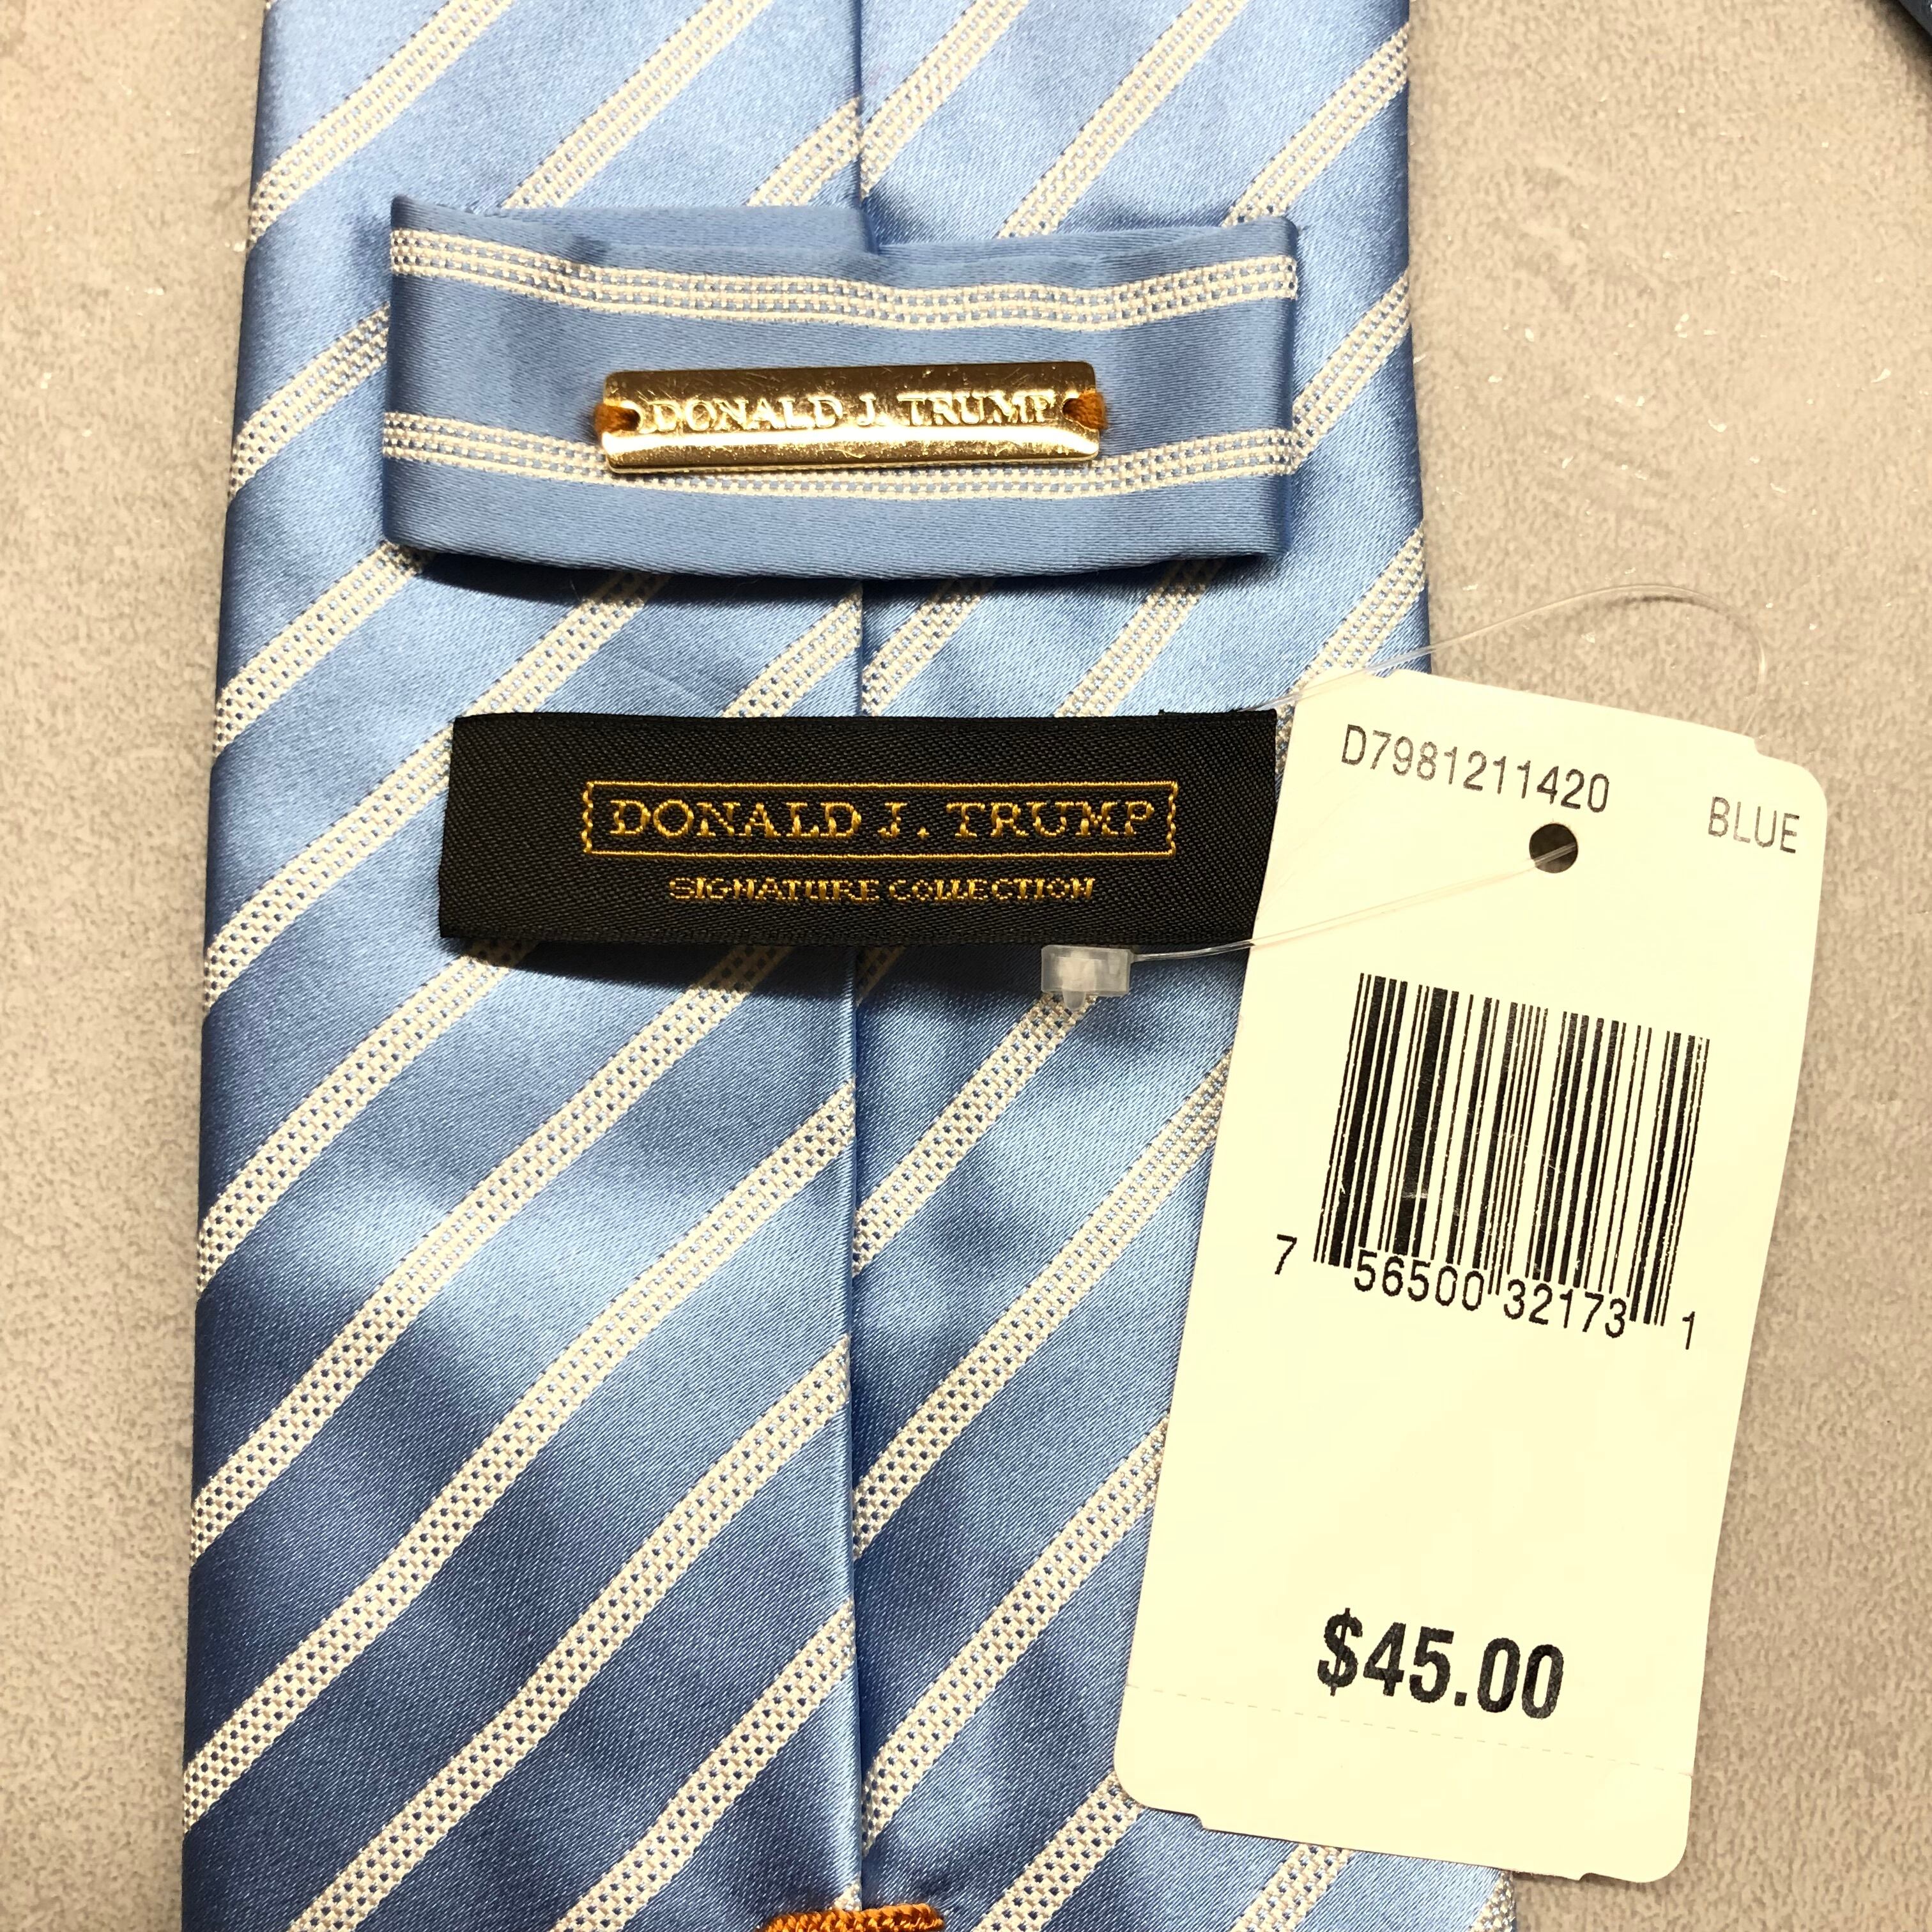 DONALD J. TRUMP
DONALD J. TRUMP
SIGNATURE COLLECTION
D7981211420
BLUE
7 56500 32173 1
$45.00